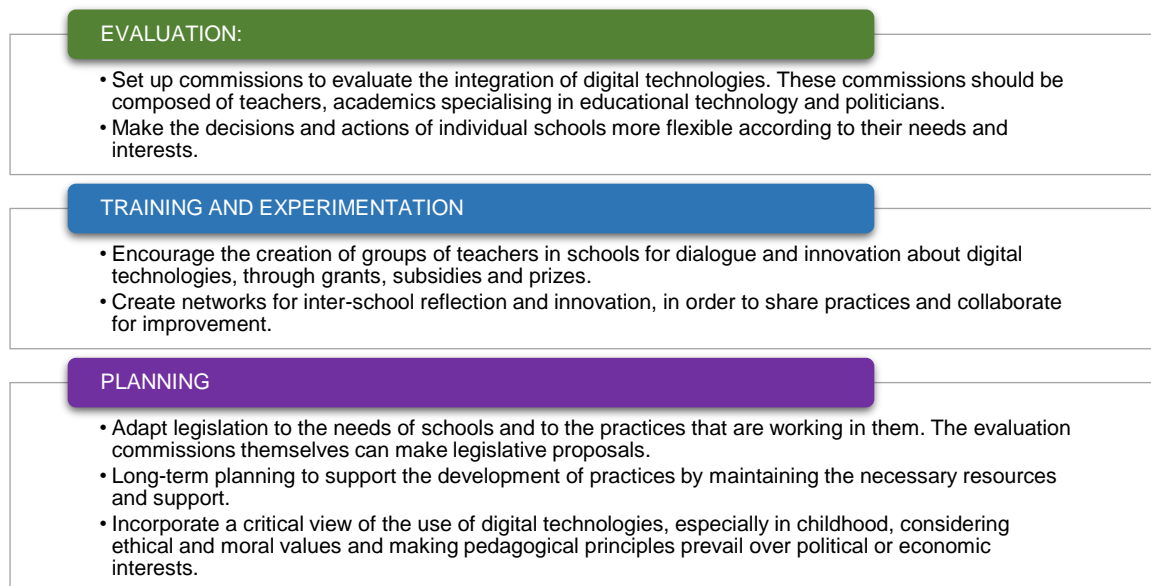 EVALUATION:
• Set up commissions to evaluate the integration of digital technologies. These commissions should be
composed of teachers, academics specialising in educational technology and politicians.
• Make the decisions and actions of individual schools more flexible according to their needs and
interests.
TRAINING AND EXPERIMENTATION
• Encourage the creation of groups of teachers in schools for dialogue and innovation about digital
technologies, through grants, subsidies and prizes.
• Create networks for inter-school reflection and innovation, in order to share practices and collaborate
for improvement.
PLANNING
• Adapt legislation to the needs of schools and to the practices that are working in them. The evaluation
commissions themselves can make legislative proposals.
• Long-term planning to support the development of practices by maintaining the necessary resources
and support.
• Incorporate a critical view of the use of digital technologies, especially in childhood, considering
ethical and moral values and making pedagogical principles prevail over political or economic
interests.